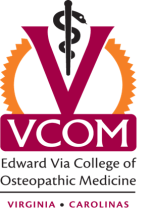 V
VCOM
Edward Via College of
Osteopathic Medicine
VIRGINIA • CAROLINAS